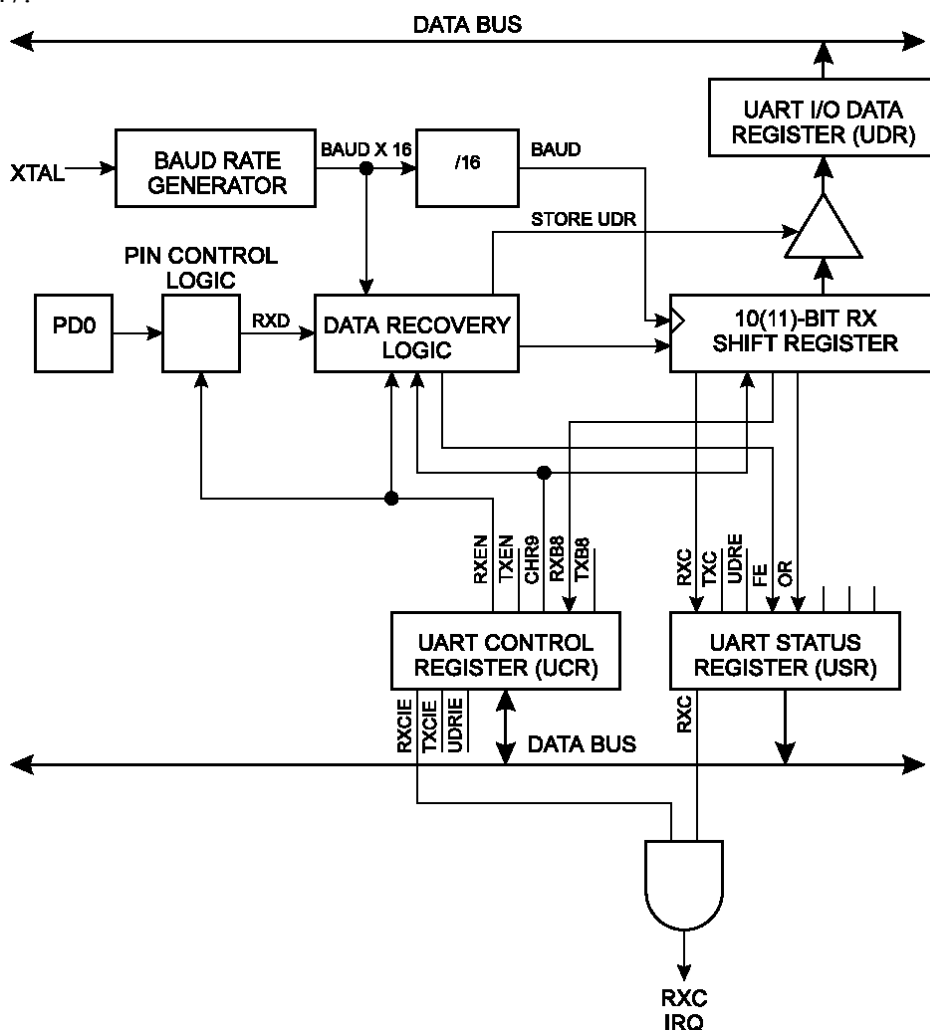 DATA BUS
UART I/O DATA
REGISTER (UDR)
XTAL
BAUD RATE
GENERATOR
BAUD X 16
/16
BAUD
STORE UDR
PIN CONTROL
LOGIC
PD0
RXD
DATA RECOVERY
LOGIC
10(11)-BIT RX
SHIFT REGISTER
RXEN
TXEN
CHR9
RXB8
TXB8
RXC
TXC
UDRE
FE
OR
UART CONTROL
REGISTER (UCR)
UART STATUS
REGISTER (USR)
RXCIE
TXCIE
UDRIE
RXC
DATA BUS
RXC
IRQ